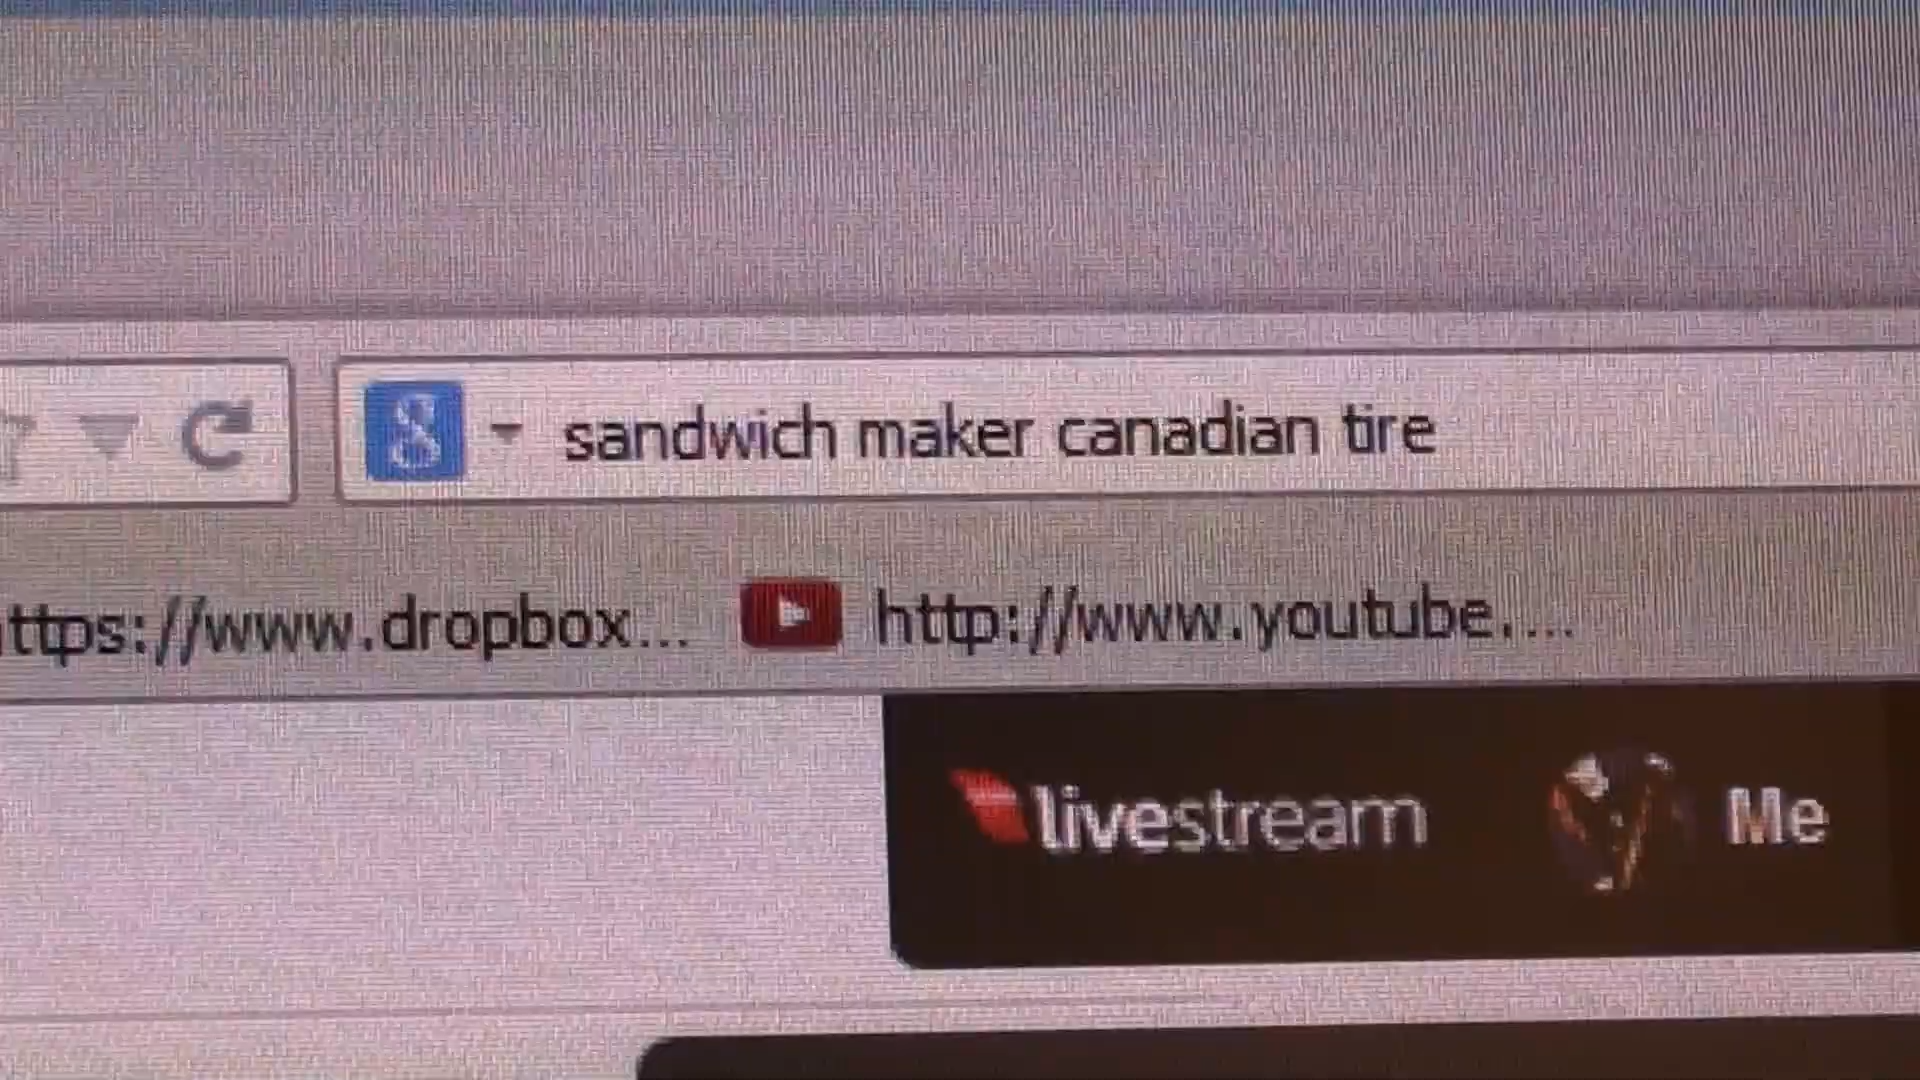 sandwich maker canadian tire
ttps://www.dropbox... http://www.youtube....
livestream Me